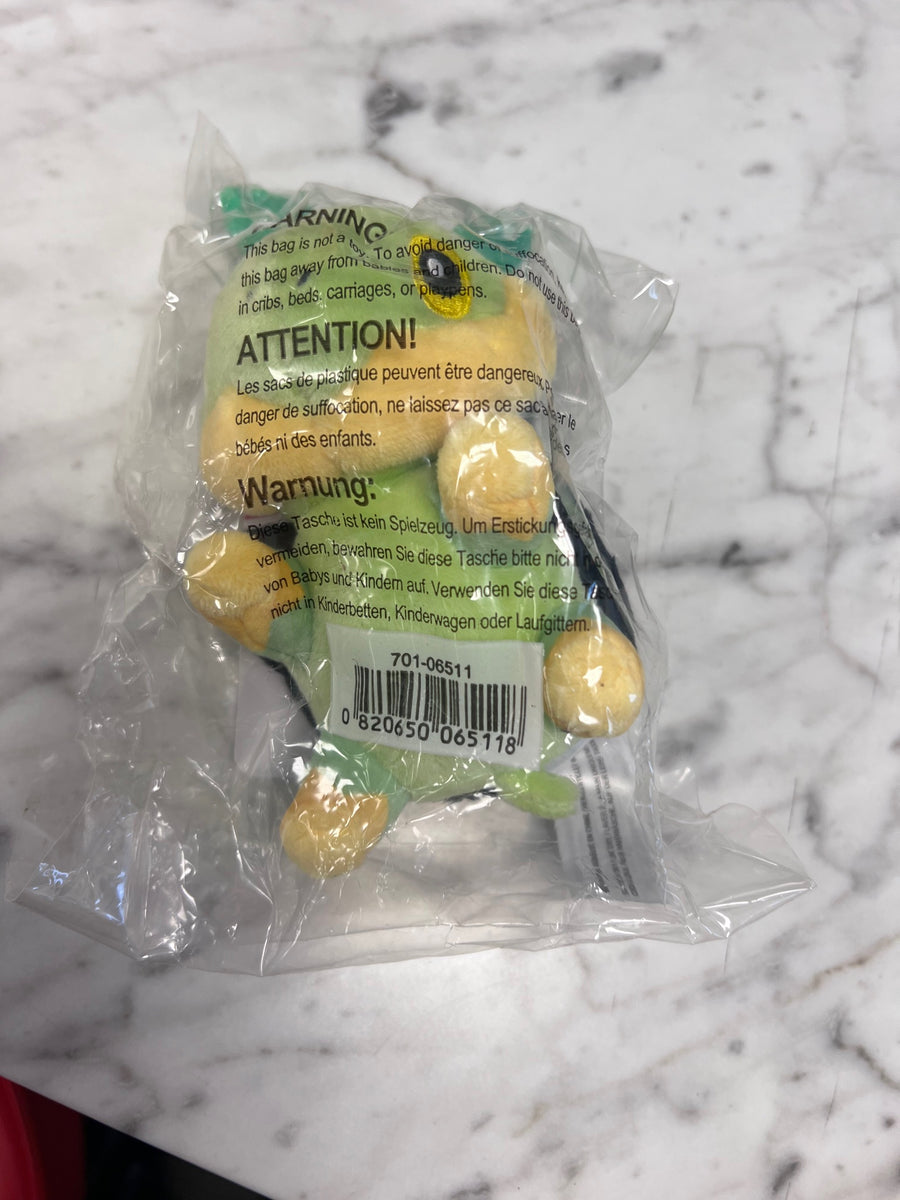 WARNING
This bag is not a toy. To avoid danger of suffocation,
this bag away from babies and children. Do not use this
in cribs, beds, carriages, or playpens.
ATTENTION!
Les sacs de plastique peuvent être dangereux.
danger de suffocation, ne laissez pas ce sac
bébés ni des enfants.
Warnung:
Diese Tasche ist kein Spielzeug. Um Erstickungs
vermeiden, bewahren Sie diese Tasche bitte nicht
von Babys und Kindern auf. Verwenden Sie diese
nicht in Kinderbetten, Kinderwagen oder Laufgittern.
701-06511
0 820650 065118